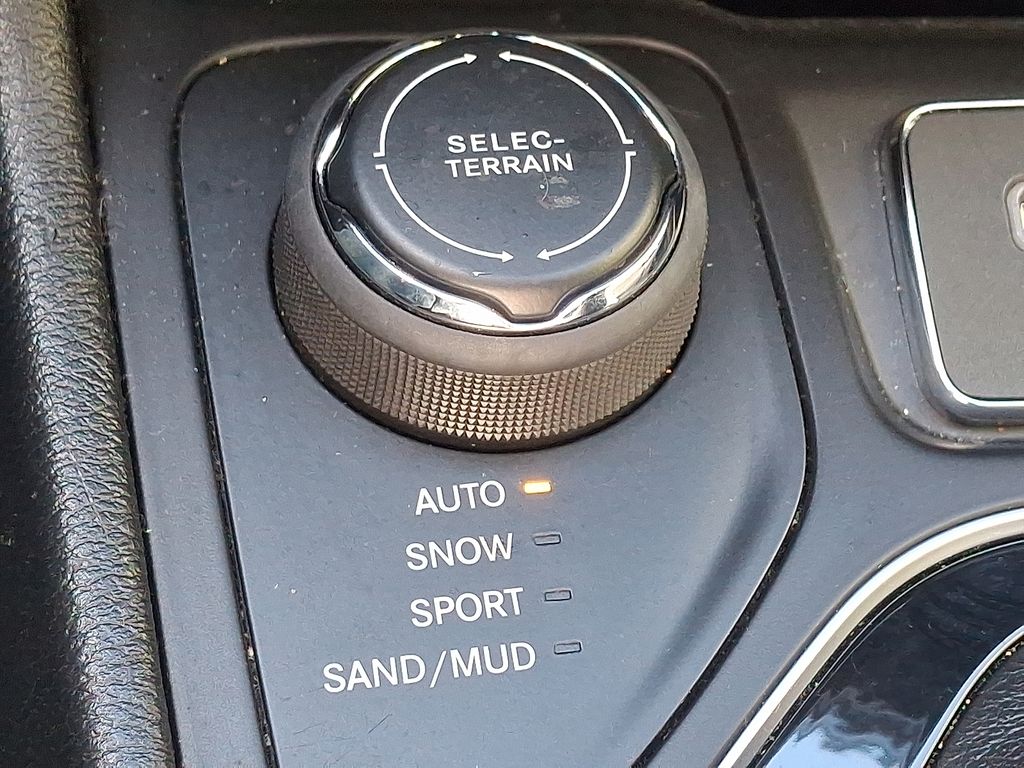 SELEC-
TERRAIN
AUTO
SNOW
SPORT
SAND/MUD